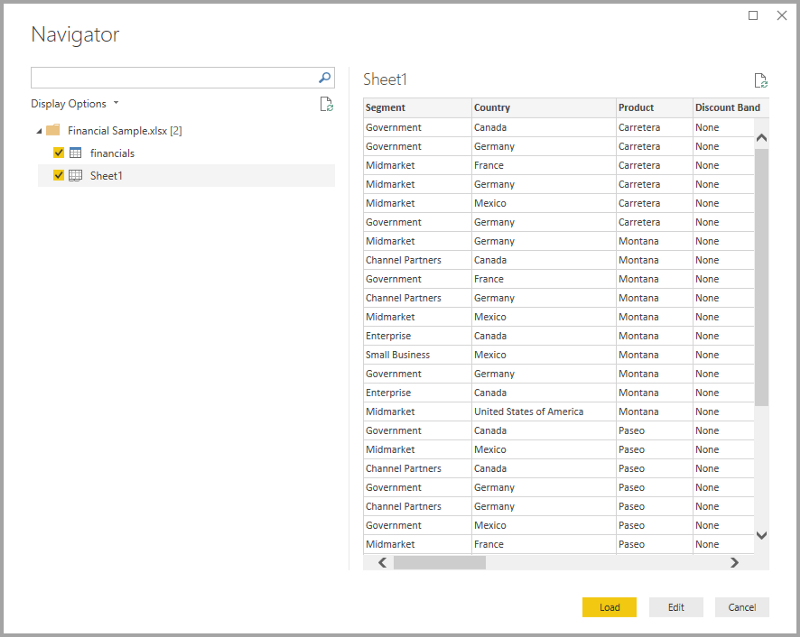 Navigator
Display Options
Financial Sample.xlsx [2]
financials
Sheet1
Sheet1
Segment Country Product Discount Band
Government Canada Carretera None
Government Germany Carretera None
Midmarket France Carretera None
Midmarket Germany Carretera None
Midmarket Mexico Carretera None
Government Germany Carretera None
Midmarket Germany Montana None
Channel Partners Canada Montana None
Government France Montana None
Channel Partners Germany Montana None
Midmarket Mexico Montana None
Enterprise Canada Montana None
Small Business Mexico Montana None
Government Germany Montana None
Enterprise Canada Montana None
Midmarket United States of America Montana None
Government Canada Paseo None
Midmarket Mexico Paseo None
Channel Partners Canada Paseo None
Government Germany Paseo None
Channel Partners Germany Paseo None
Government Mexico Paseo None
Midmarket France Paseo None
Load Edit Cancel